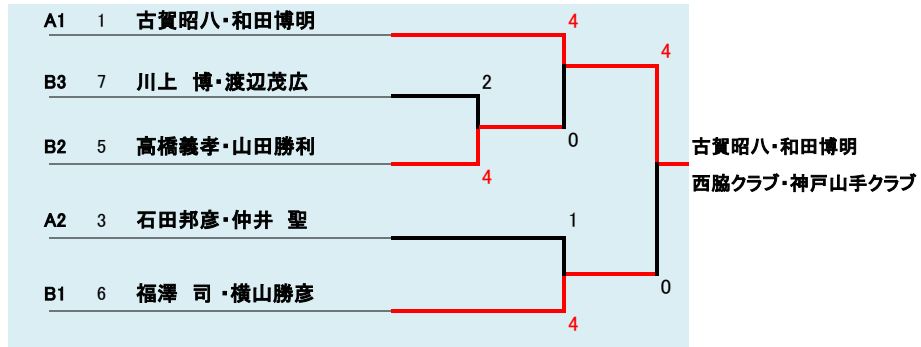 A1 1 古賀昭八・和田博明
4
4
B3 7 川上 博・渡辺茂広
2
0
B2 5 高橋義孝・山田勝利
4
古賀昭八・和田博明
西脇クラブ・神戸山手クラブ
A2 3 石田邦彦・仲井 聖
1
0
B1 6 福澤 司・横山勝彦
4